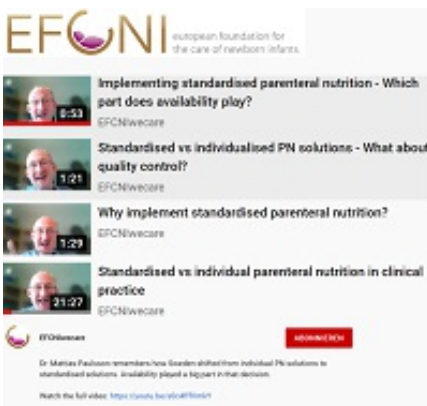 EFCNI
european foundation for
the care of newborn infants
Implementing standardised parenteral nutrition - Which
part does availability play?
0:53
EFCNIwecare
Standardised vs individualised PN solutions - What about
quality control?
1:21
EFCNIwecare
Why implement standardised parenteral nutrition?
1:29
EFCNIwecare
Standardised vs individual parenteral nutrition in clinical
practice
21:27
EFCNIwecare
EFCNIwecare
ABONNIEREN
Dr Mattias Paulsson remembers how Sweden shifted from individual PN solutions to
standardised solutions. Availability played a big part in that decision.
Watch the full video: